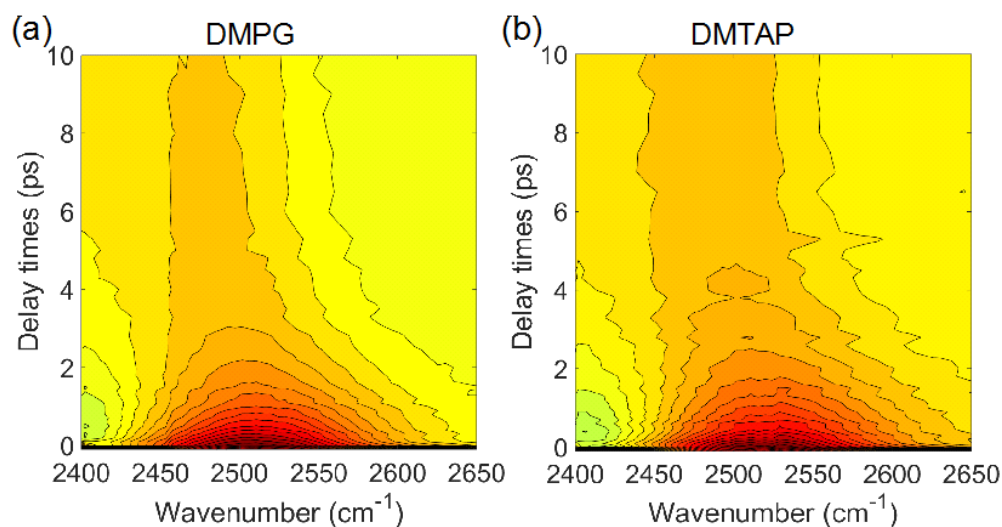 (a) DMPG (b) DMTAP
10 10
8 8
6 6
4 4
2 2
0 0
Delay times (ps) Delay times (ps)
2400 2450 2500 2550 2600 2650 2400 2450 2500 2550 2600 2650
Wavenumber (cm⁻¹) Wavenumber (cm⁻¹)